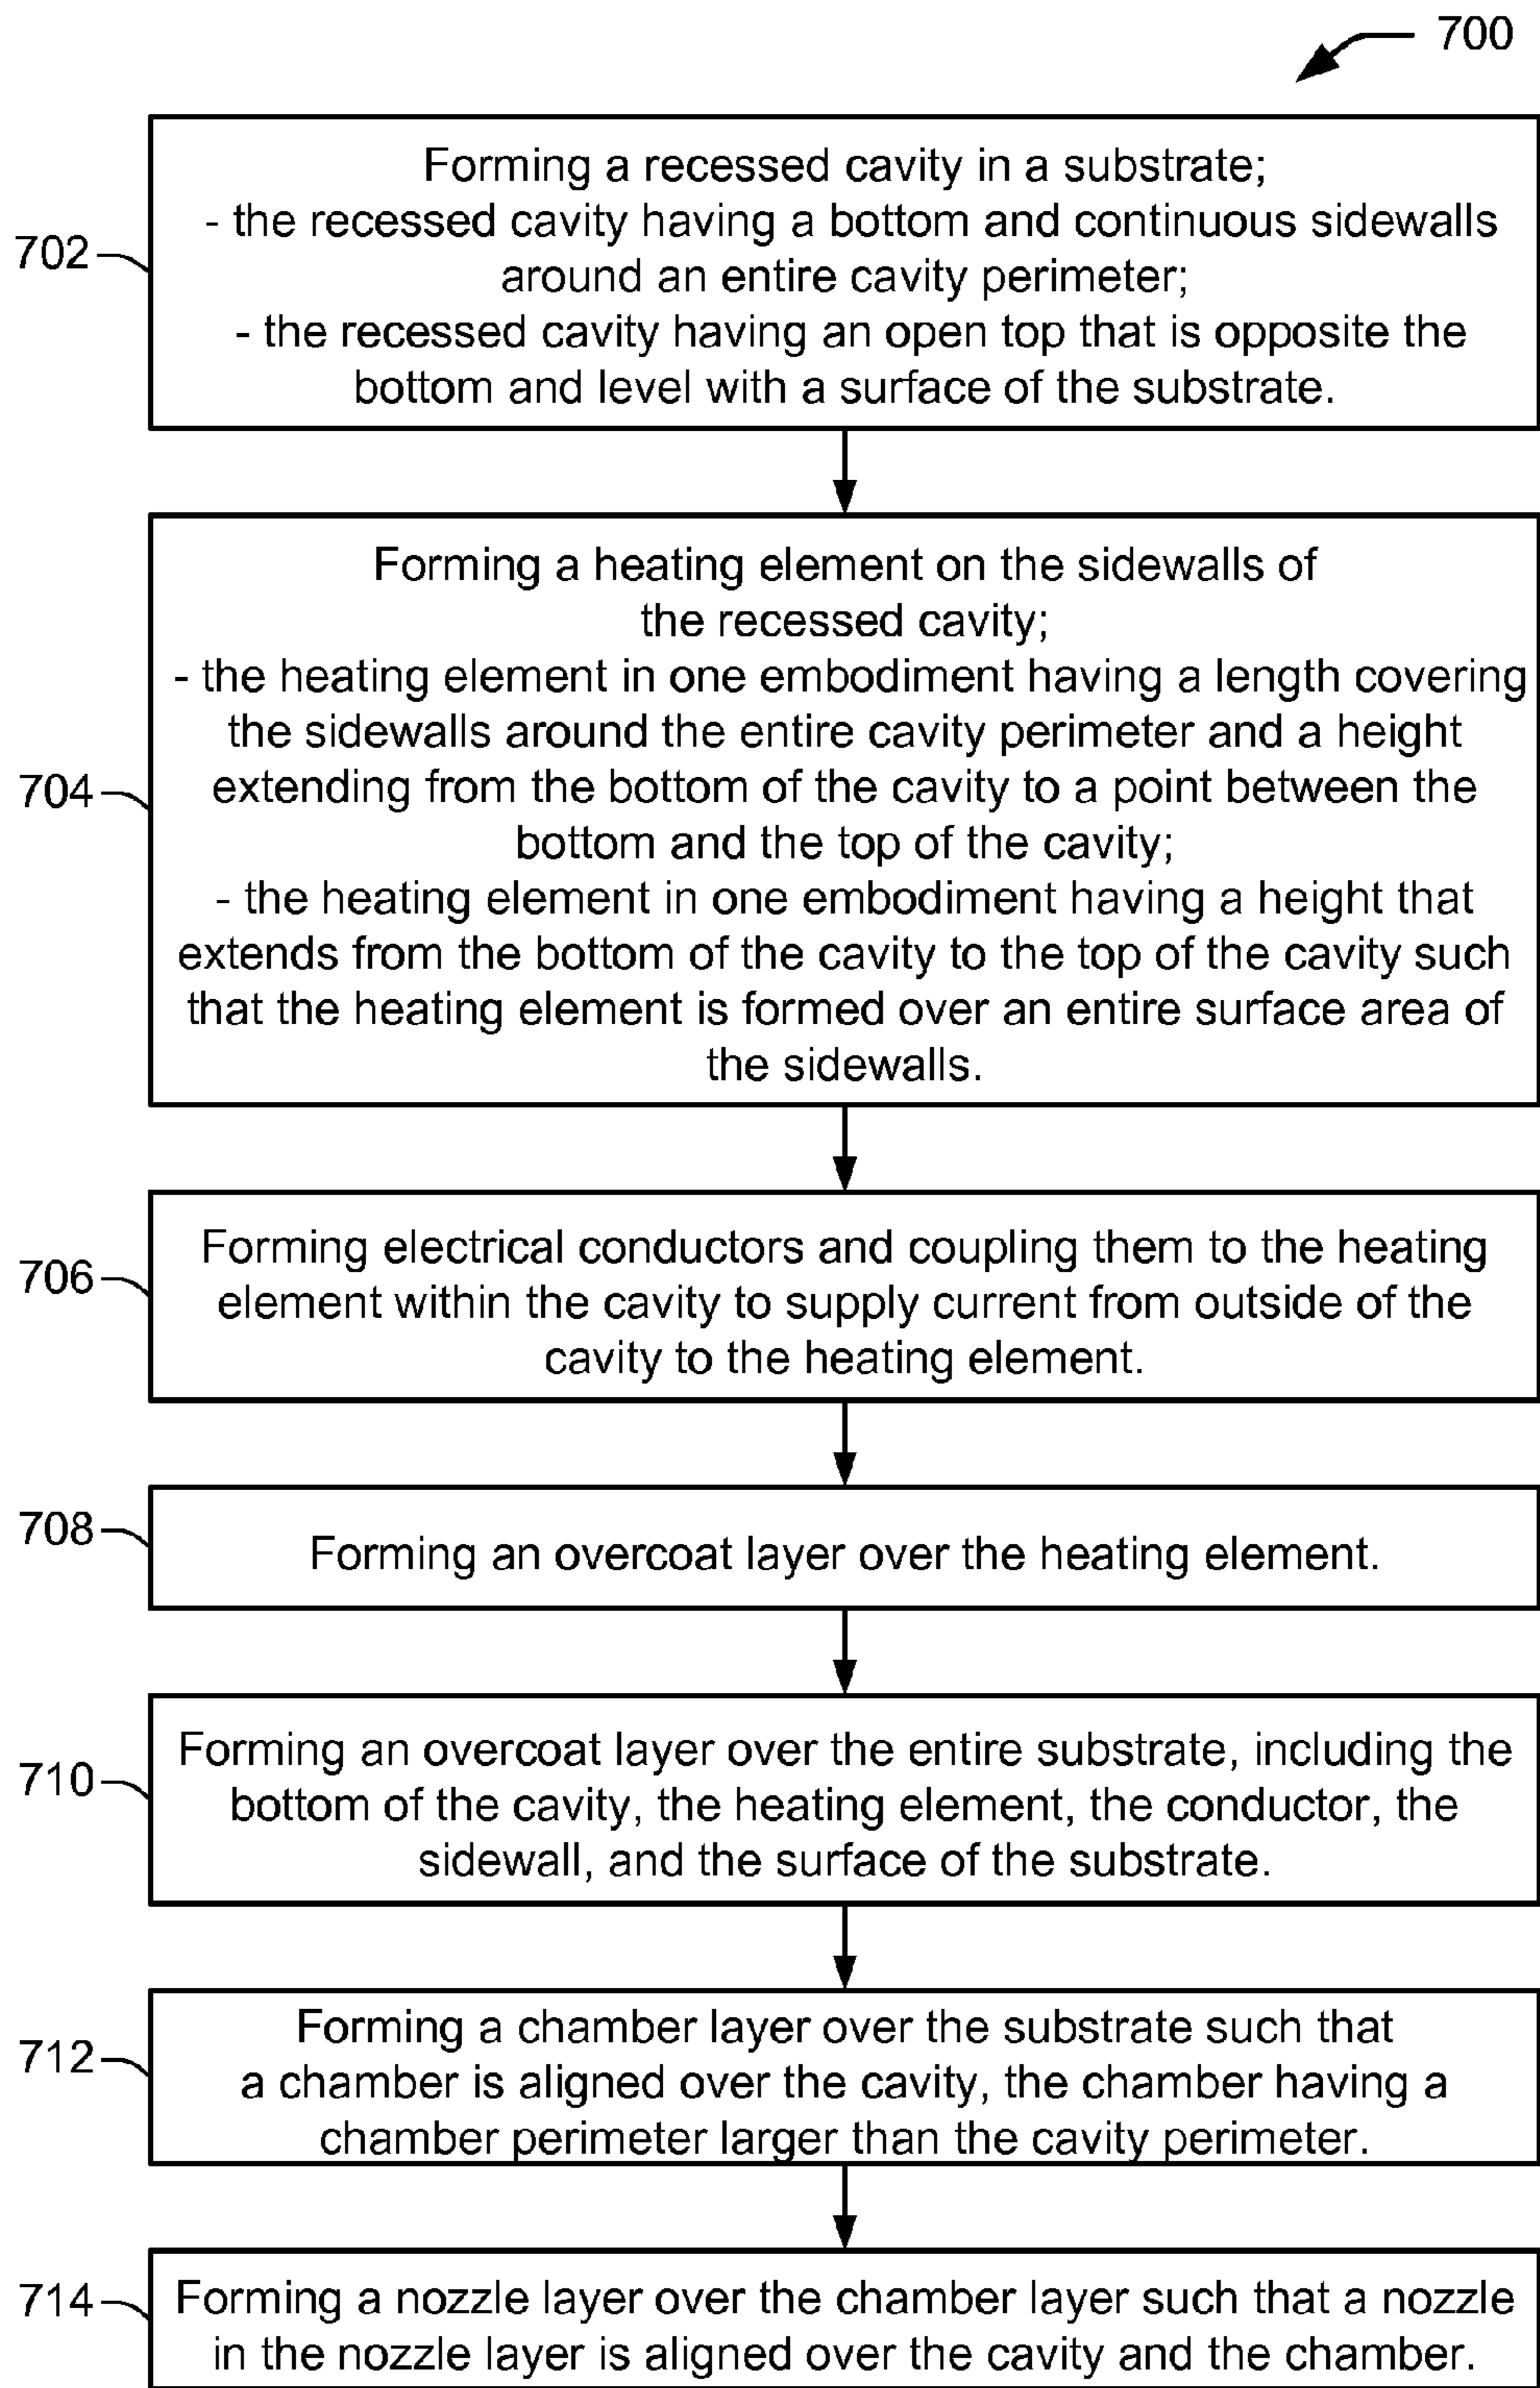 700
702
Forming a recessed cavity in a substrate;
- the recessed cavity having a bottom and continuous sidewalls
around an entire cavity perimeter;
- the recessed cavity having an open top that is opposite the
bottom and level with a surface of the substrate.
704
Forming a heating element on the sidewalls of
the recessed cavity;
- the heating element in one embodiment having a length covering
the sidewalls around the entire cavity perimeter and a height
extending from the bottom of the cavity to a point between the
bottom and the top of the cavity;
- the heating element in one embodiment having a height that
extends from the bottom of the cavity to the top of the cavity such
that the heating element is formed over an entire surface area of
the sidewalls.
706
Forming electrical conductors and coupling them to the heating
element within the cavity to supply current from outside of the
cavity to the heating element.
708
Forming an overcoat layer over the heating element.
710
Forming an overcoat layer over the entire substrate, including the
bottom of the cavity, the heating element, the conductor, the
sidewall, and the surface of the substrate.
712
Forming a chamber layer over the substrate such that
a chamber is aligned over the cavity, the chamber having a
chamber perimeter larger than the cavity perimeter.
714
Forming a nozzle layer over the chamber layer such that a nozzle
in the nozzle layer is aligned over the cavity and the chamber.